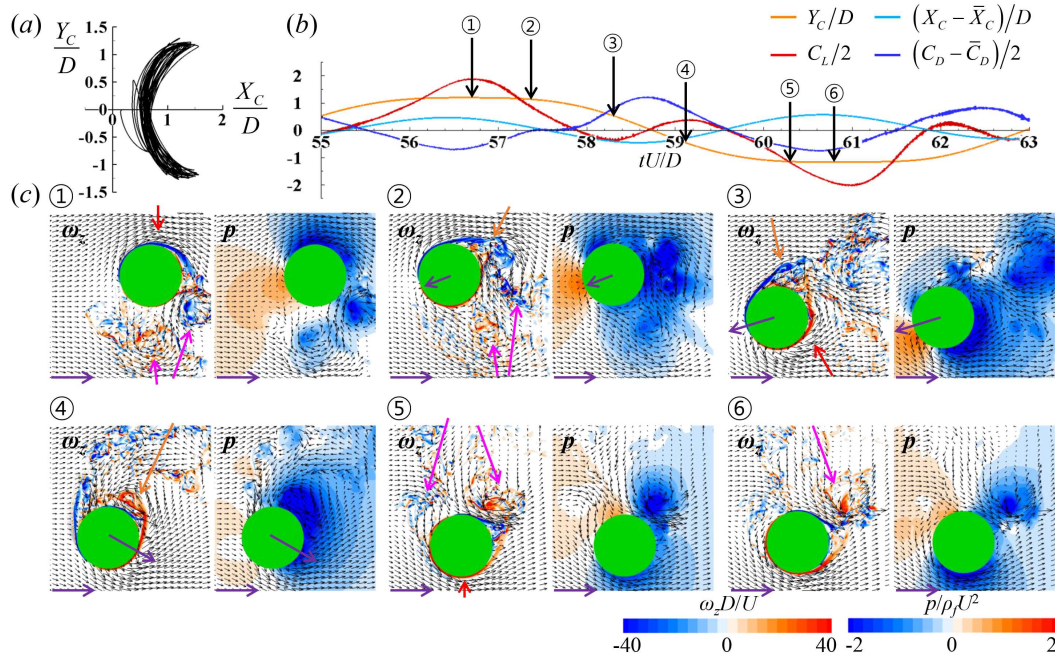 (a)
Y_C/D
1.5
1
0.5
0
-0.5
-1
-1.5
0
1
2
X_C/D
(b)
Y_C/D
(X_C − X̄_C)/D
C_L/2
(C_D − C̄_D)/2
① ② ③ ④ ⑤ ⑥
2
1
0
-1
-2
55 56 57 58 59 60 61 62 63
tU/D
(c)
①
ω_z p
②
ω_z p
③
ω_z p
④
ω_z p
⑤
ω_z p
⑥
ω_z p
ω_z D/U
-40 0 40
p/ρ_f U²
-2 0 2